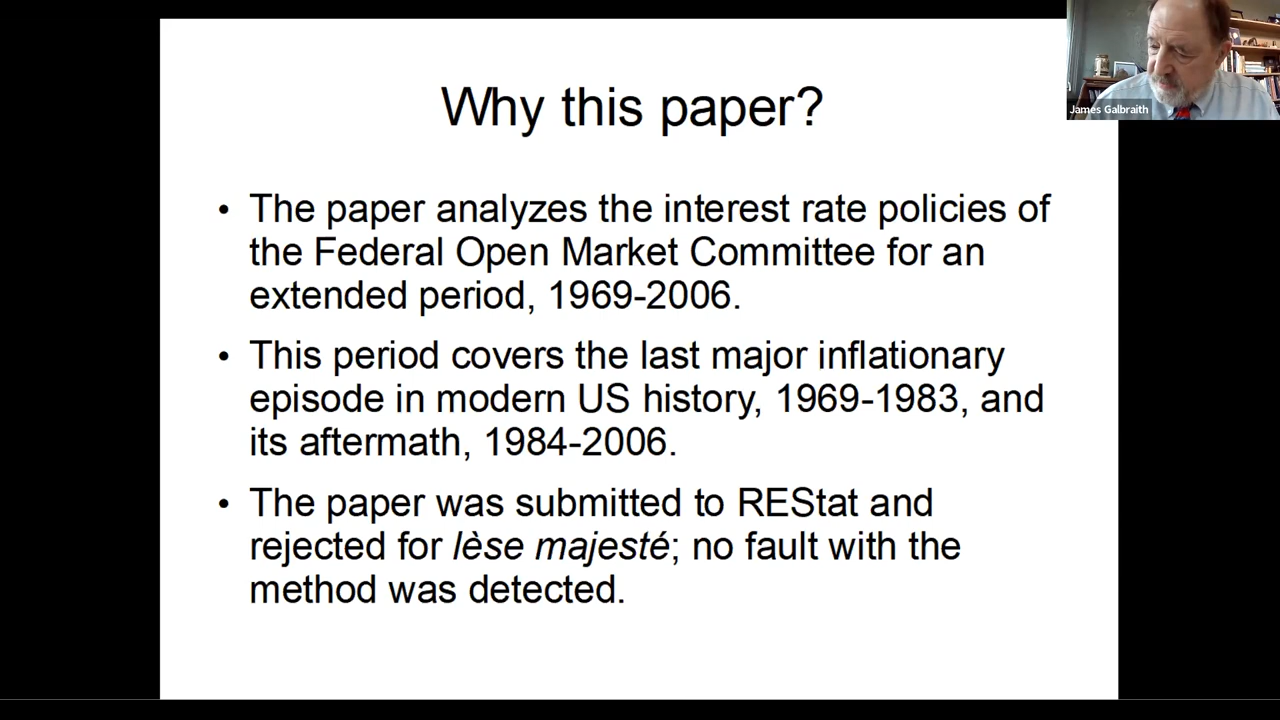 Why this paper?
James Galbraith
• The paper analyzes the interest rate policies of
the Federal Open Market Committee for an
extended period, 1969-2006.
• This period covers the last major inflationary
episode in modern US history, 1969-1983, and
its aftermath, 1984-2006.
• The paper was submitted to REStat and
rejected for lèse majesté; no fault with the
method was detected.